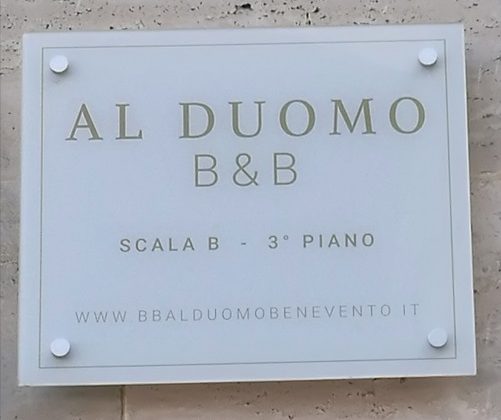 AL DUOMO
B&B
SCALA B - 3° PIANO
WWW.BBALDUOMOBENEVENTO.IT